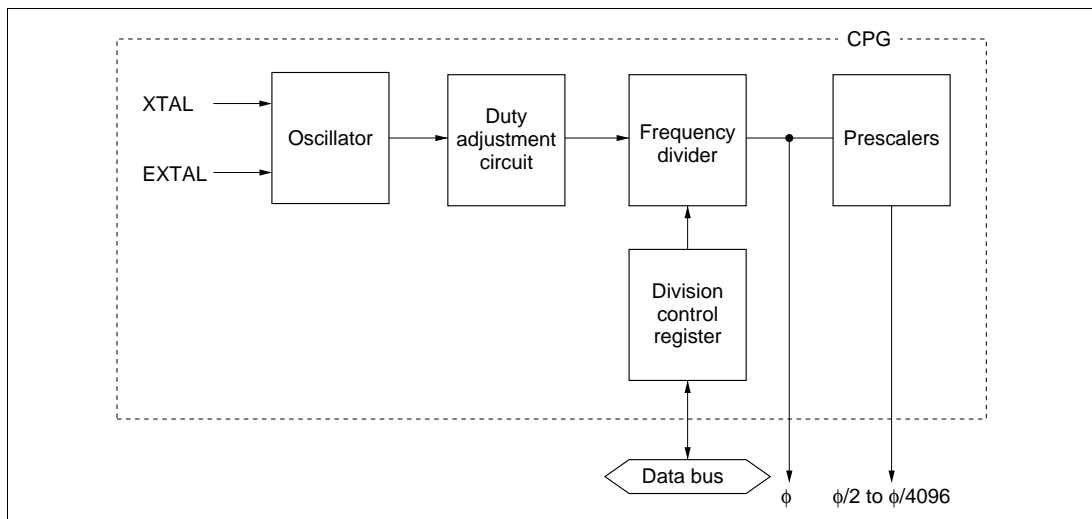 CPG
XTAL
EXTAL
Oscillator
Duty
adjustment
circuit
Frequency
divider
Prescalers
Division
control
register
Data bus
ϕ
ϕ/2 to ϕ/4096